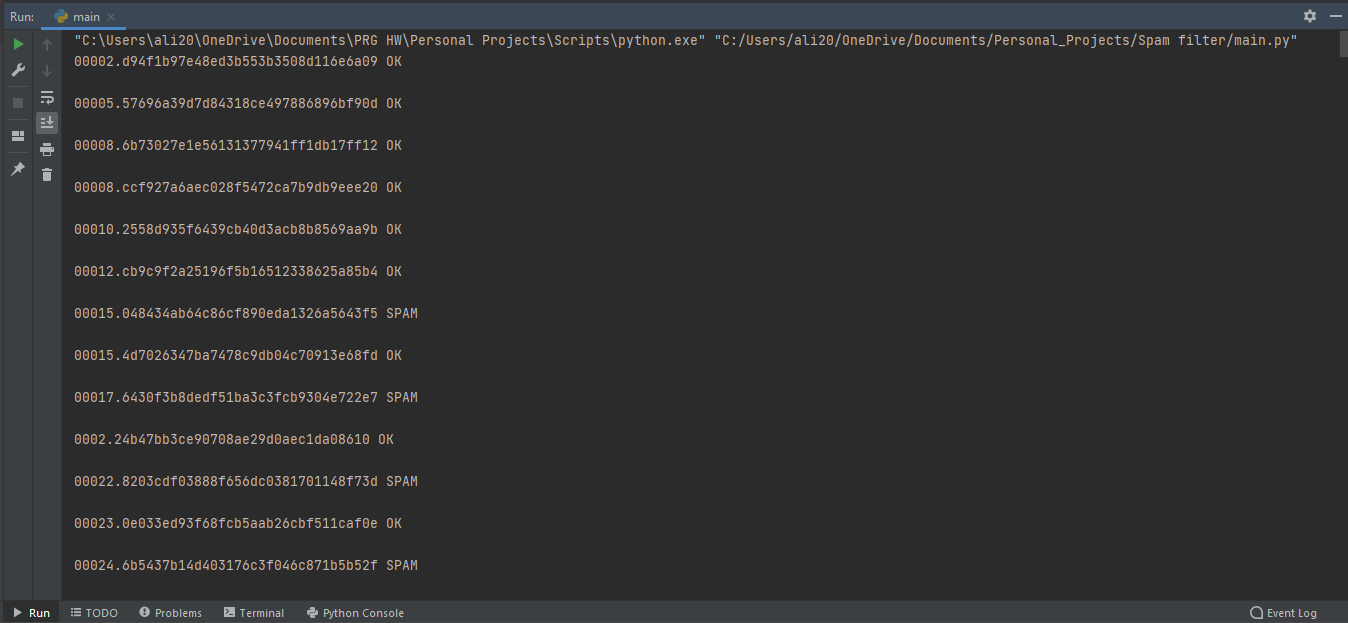 Run: main
"C:\Users\ali20\OneDrive\Documents\PRG HW\Personal Projects\Scripts\python.exe" "C:/Users/ali20/OneDrive/Documents/Personal_Projects/Spam filter/main.py"
00002.d94f1b97e48ed3b553b3508d116e6a09 OK
00005.57696a39d7d84318ce497886896bf90d OK
00008.6b73027e1e56131377941ff1db17ff12 OK
00008.ccf927a6aec028f5472ca7b9db9eee20 OK
00010.2558d935f6439cb40d3acb8b8569aa9b OK
00012.cb9c9f2a25196f5b16512338625a85b4 OK
00015.048434ab64c86cf890eda1326a5643f5 SPAM
00015.4d7026347ba7478c9db04c70913e68fd OK
00017.6430f3b8dedf51ba3c3fcb9304e722e7 SPAM
0002.24b47bb3ce90708ae29d0aec1da08610 OK
00022.8203cdf03888f656dc0381701148f73d SPAM
00023.0e033ed93f68fcb5aab26cbf511caf0e OK
00024.6b5437b14d403176c3f046c871b5b52f SPAM
Run TODO Problems Terminal Python Console Event Log